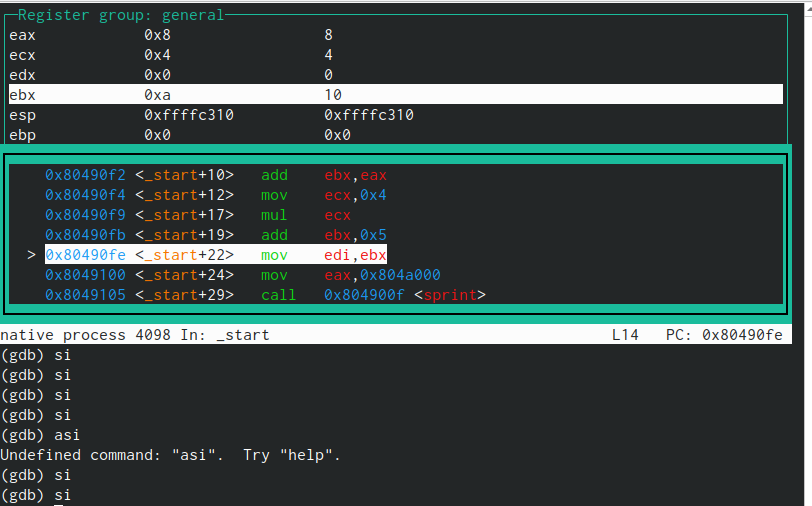 Register group: general
eax 0x8 8
ecx 0x4 4
edx 0x0 0
ebx 0xa 10
esp 0xffffc310 0xffffc310
ebp 0x0 0x0
0x80490f2 <_start+10> add ebx,eax
0x80490f4 <_start+12> mov ecx,0x4
0x80490f9 <_start+17> mul ecx
0x80490fb <_start+19> add ebx,0x5
> 0x80490fe <_start+22> mov edi,ebx
0x8049100 <_start+24> mov eax,0x804a000
0x8049105 <_start+29> call 0x804900f <sprint>
native process 4098 In: _start L14 PC: 0x80490fe
(gdb) si
(gdb) si
(gdb) si
(gdb) si
(gdb) asi
Undefined command: "asi".  Try "help".
(gdb) si
(gdb) si